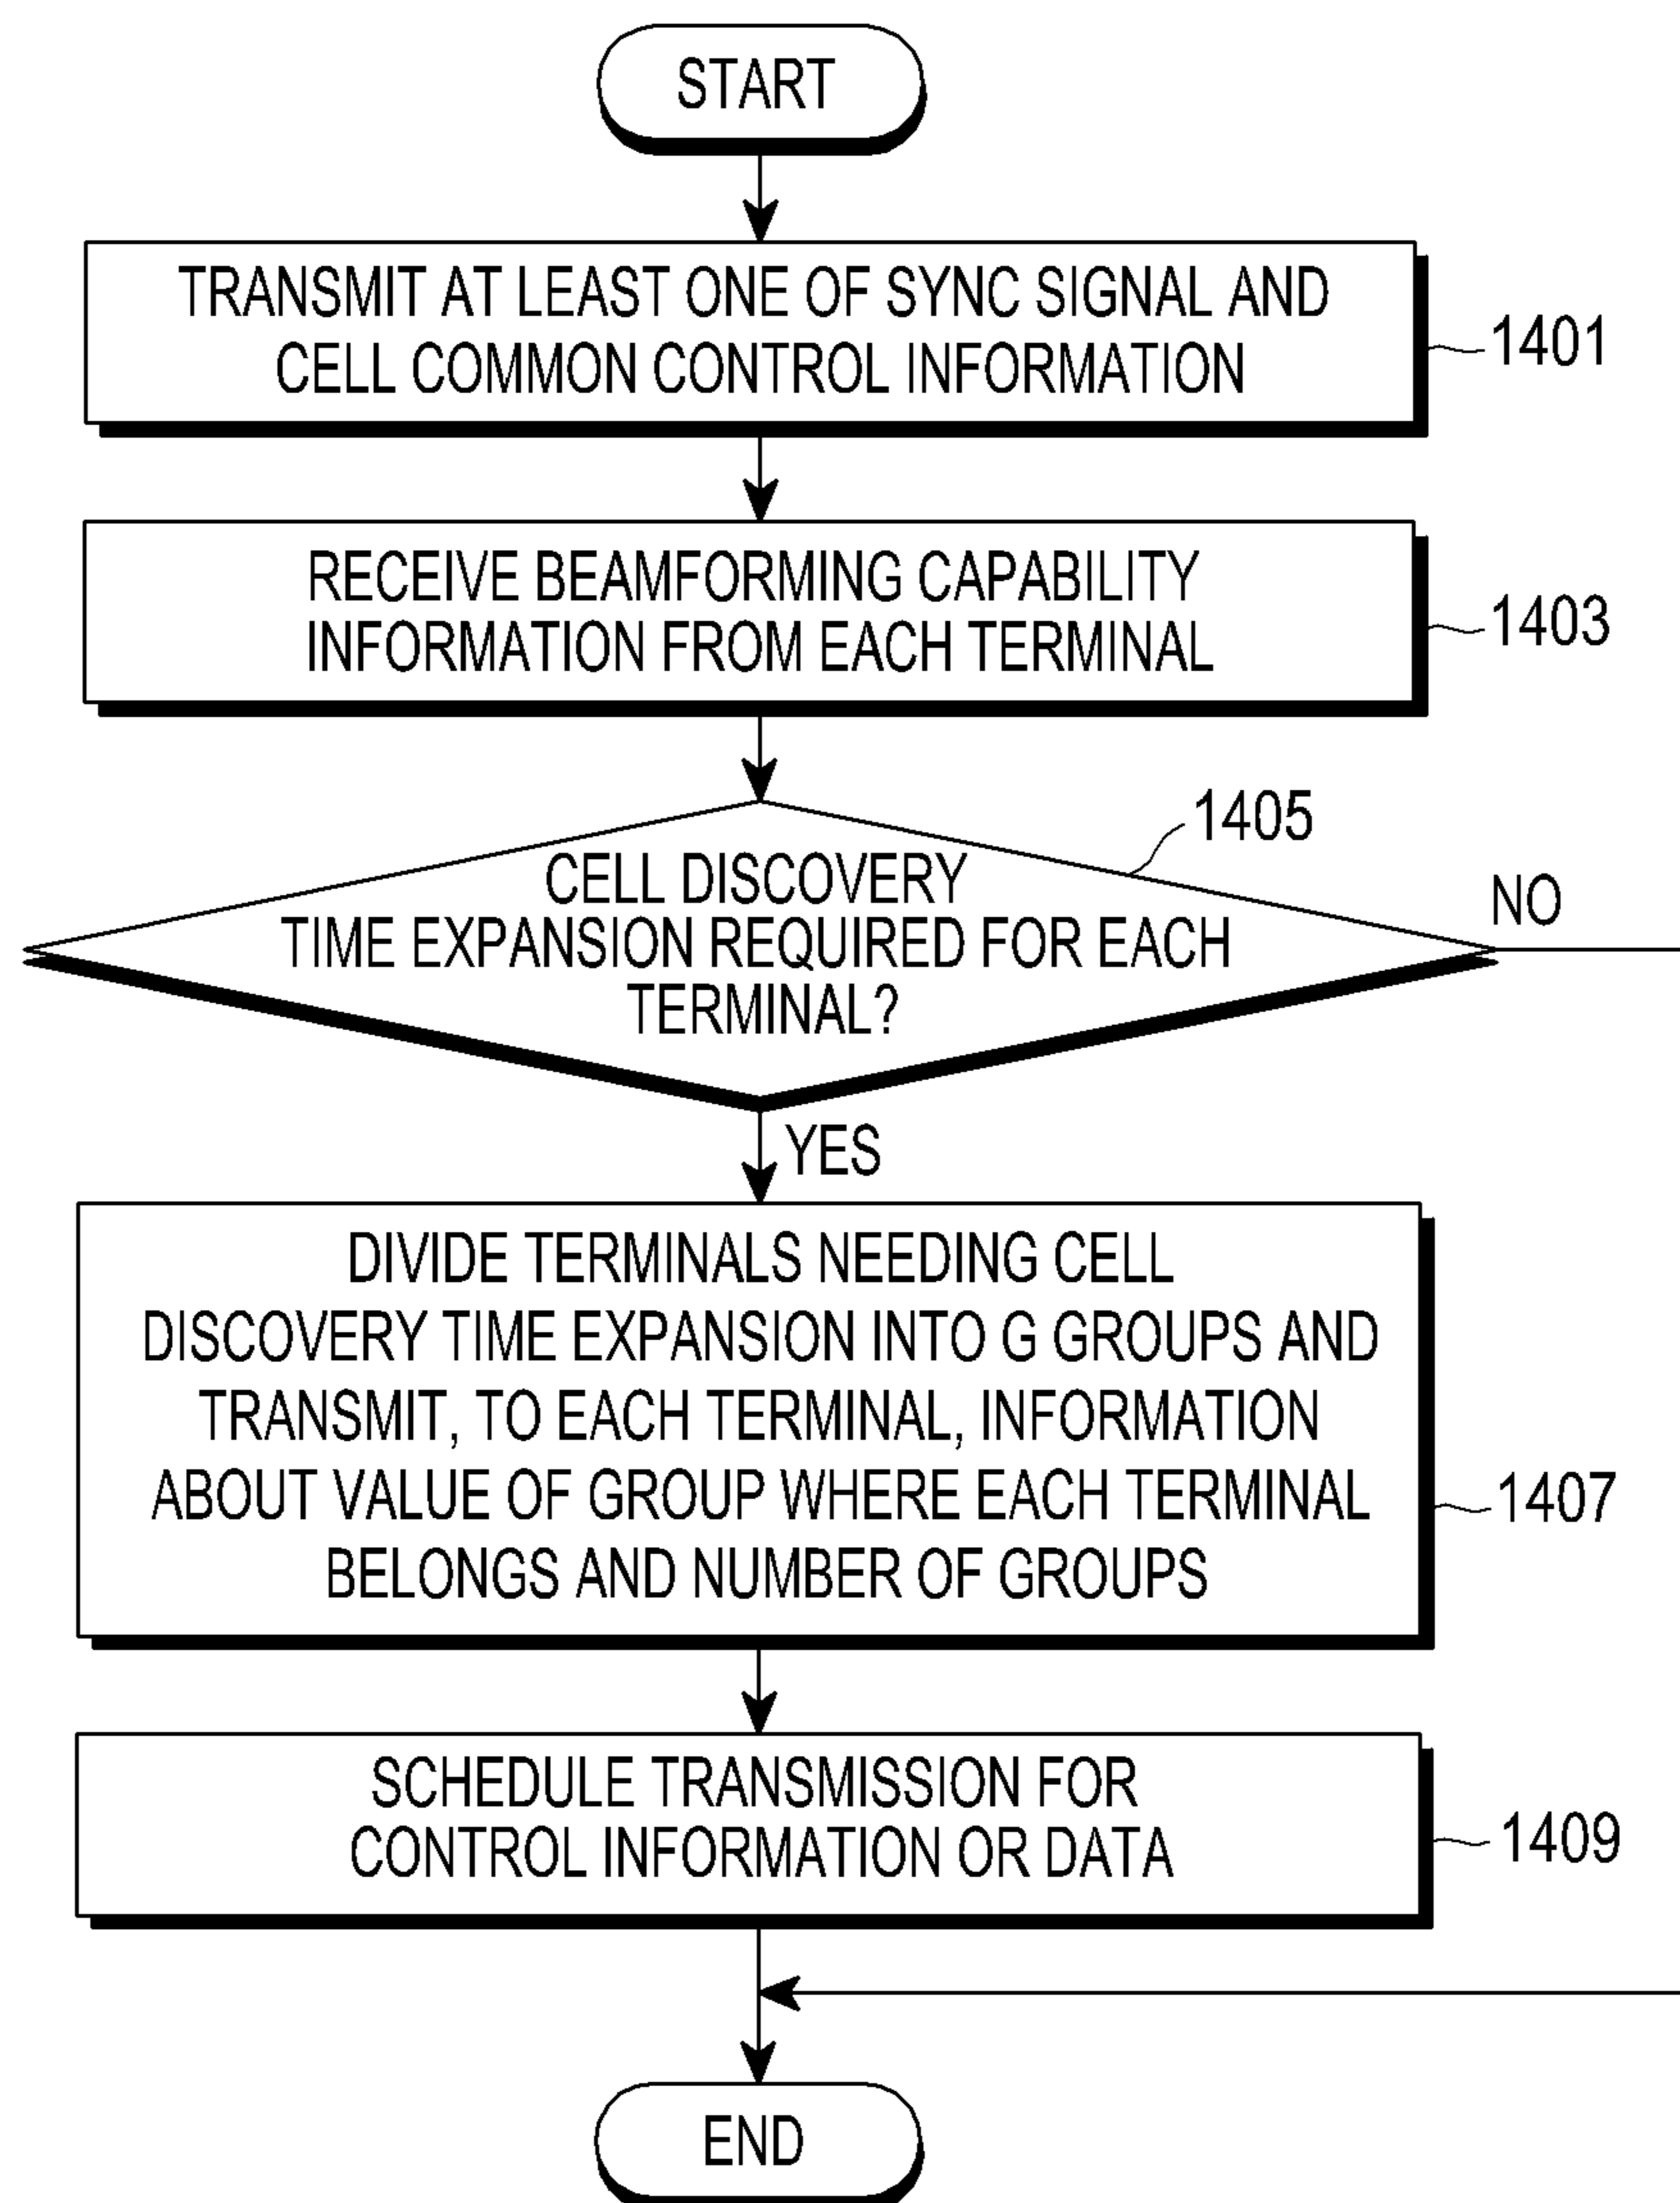 START
TRANSMIT AT LEAST ONE OF SYNC SIGNAL AND
CELL COMMON CONTROL INFORMATION
1401
RECEIVE BEAMFORMING CAPABILITY
INFORMATION FROM EACH TERMINAL
1403
1405
CELL DISCOVERY
TIME EXPANSION REQUIRED FOR EACH
TERMINAL?
NO
YES
DIVIDE TERMINALS NEEDING CELL
DISCOVERY TIME EXPANSION INTO G GROUPS AND
TRANSMIT, TO EACH TERMINAL, INFORMATION
ABOUT VALUE OF GROUP WHERE EACH TERMINAL
BELONGS AND NUMBER OF GROUPS
1407
SCHEDULE TRANSMISSION FOR
CONTROL INFORMATION OR DATA
1409
END